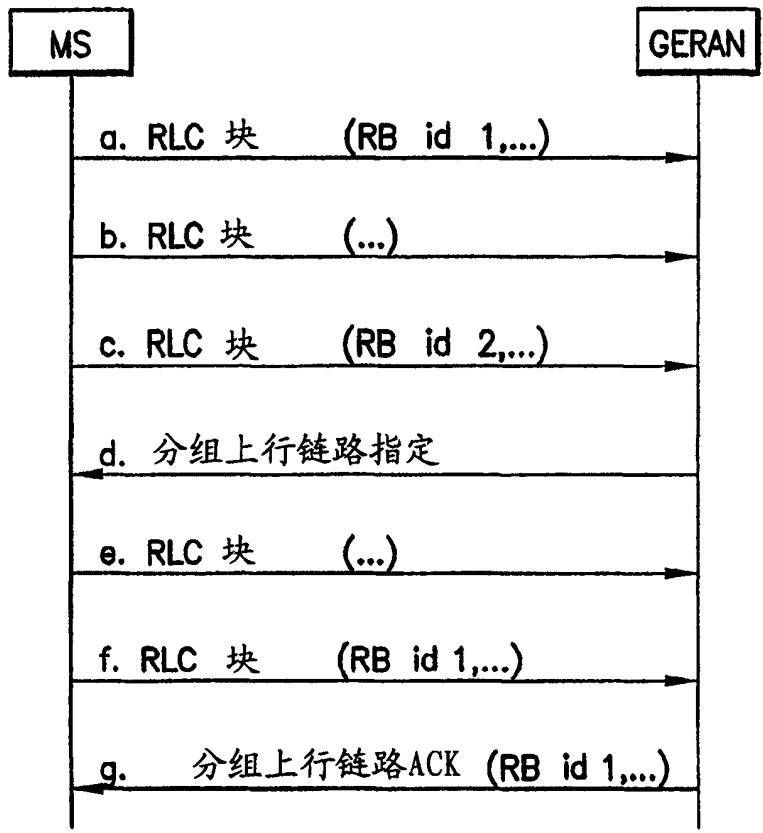 MS GERAN
a. RLC 块 (RB id 1,...)
b. RLC 块 (...)
c. RLC 块 (RB id 2,...)
d. 分组上行链路指定
e. RLC 块 (...)
f. RLC 块 (RB id 1,...)
g. 分组上行链路ACK (RB id 1,...)